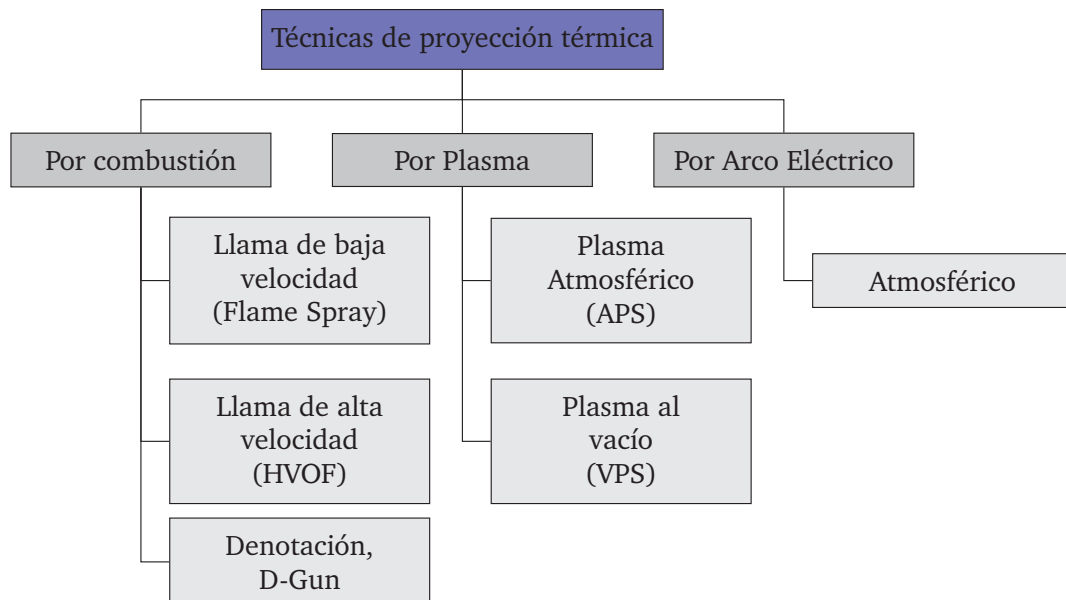 Técnicas de proyección térmica
Por combustión
Por Plasma
Por Arco Eléctrico
Llama de baja
velocidad
(Flame Spray)
Plasma
Atmosférico
(APS)
Atmosférico
Llama de alta
velocidad
(HVOF)
Plasma al
vacío
(VPS)
Denotación,
D-Gun